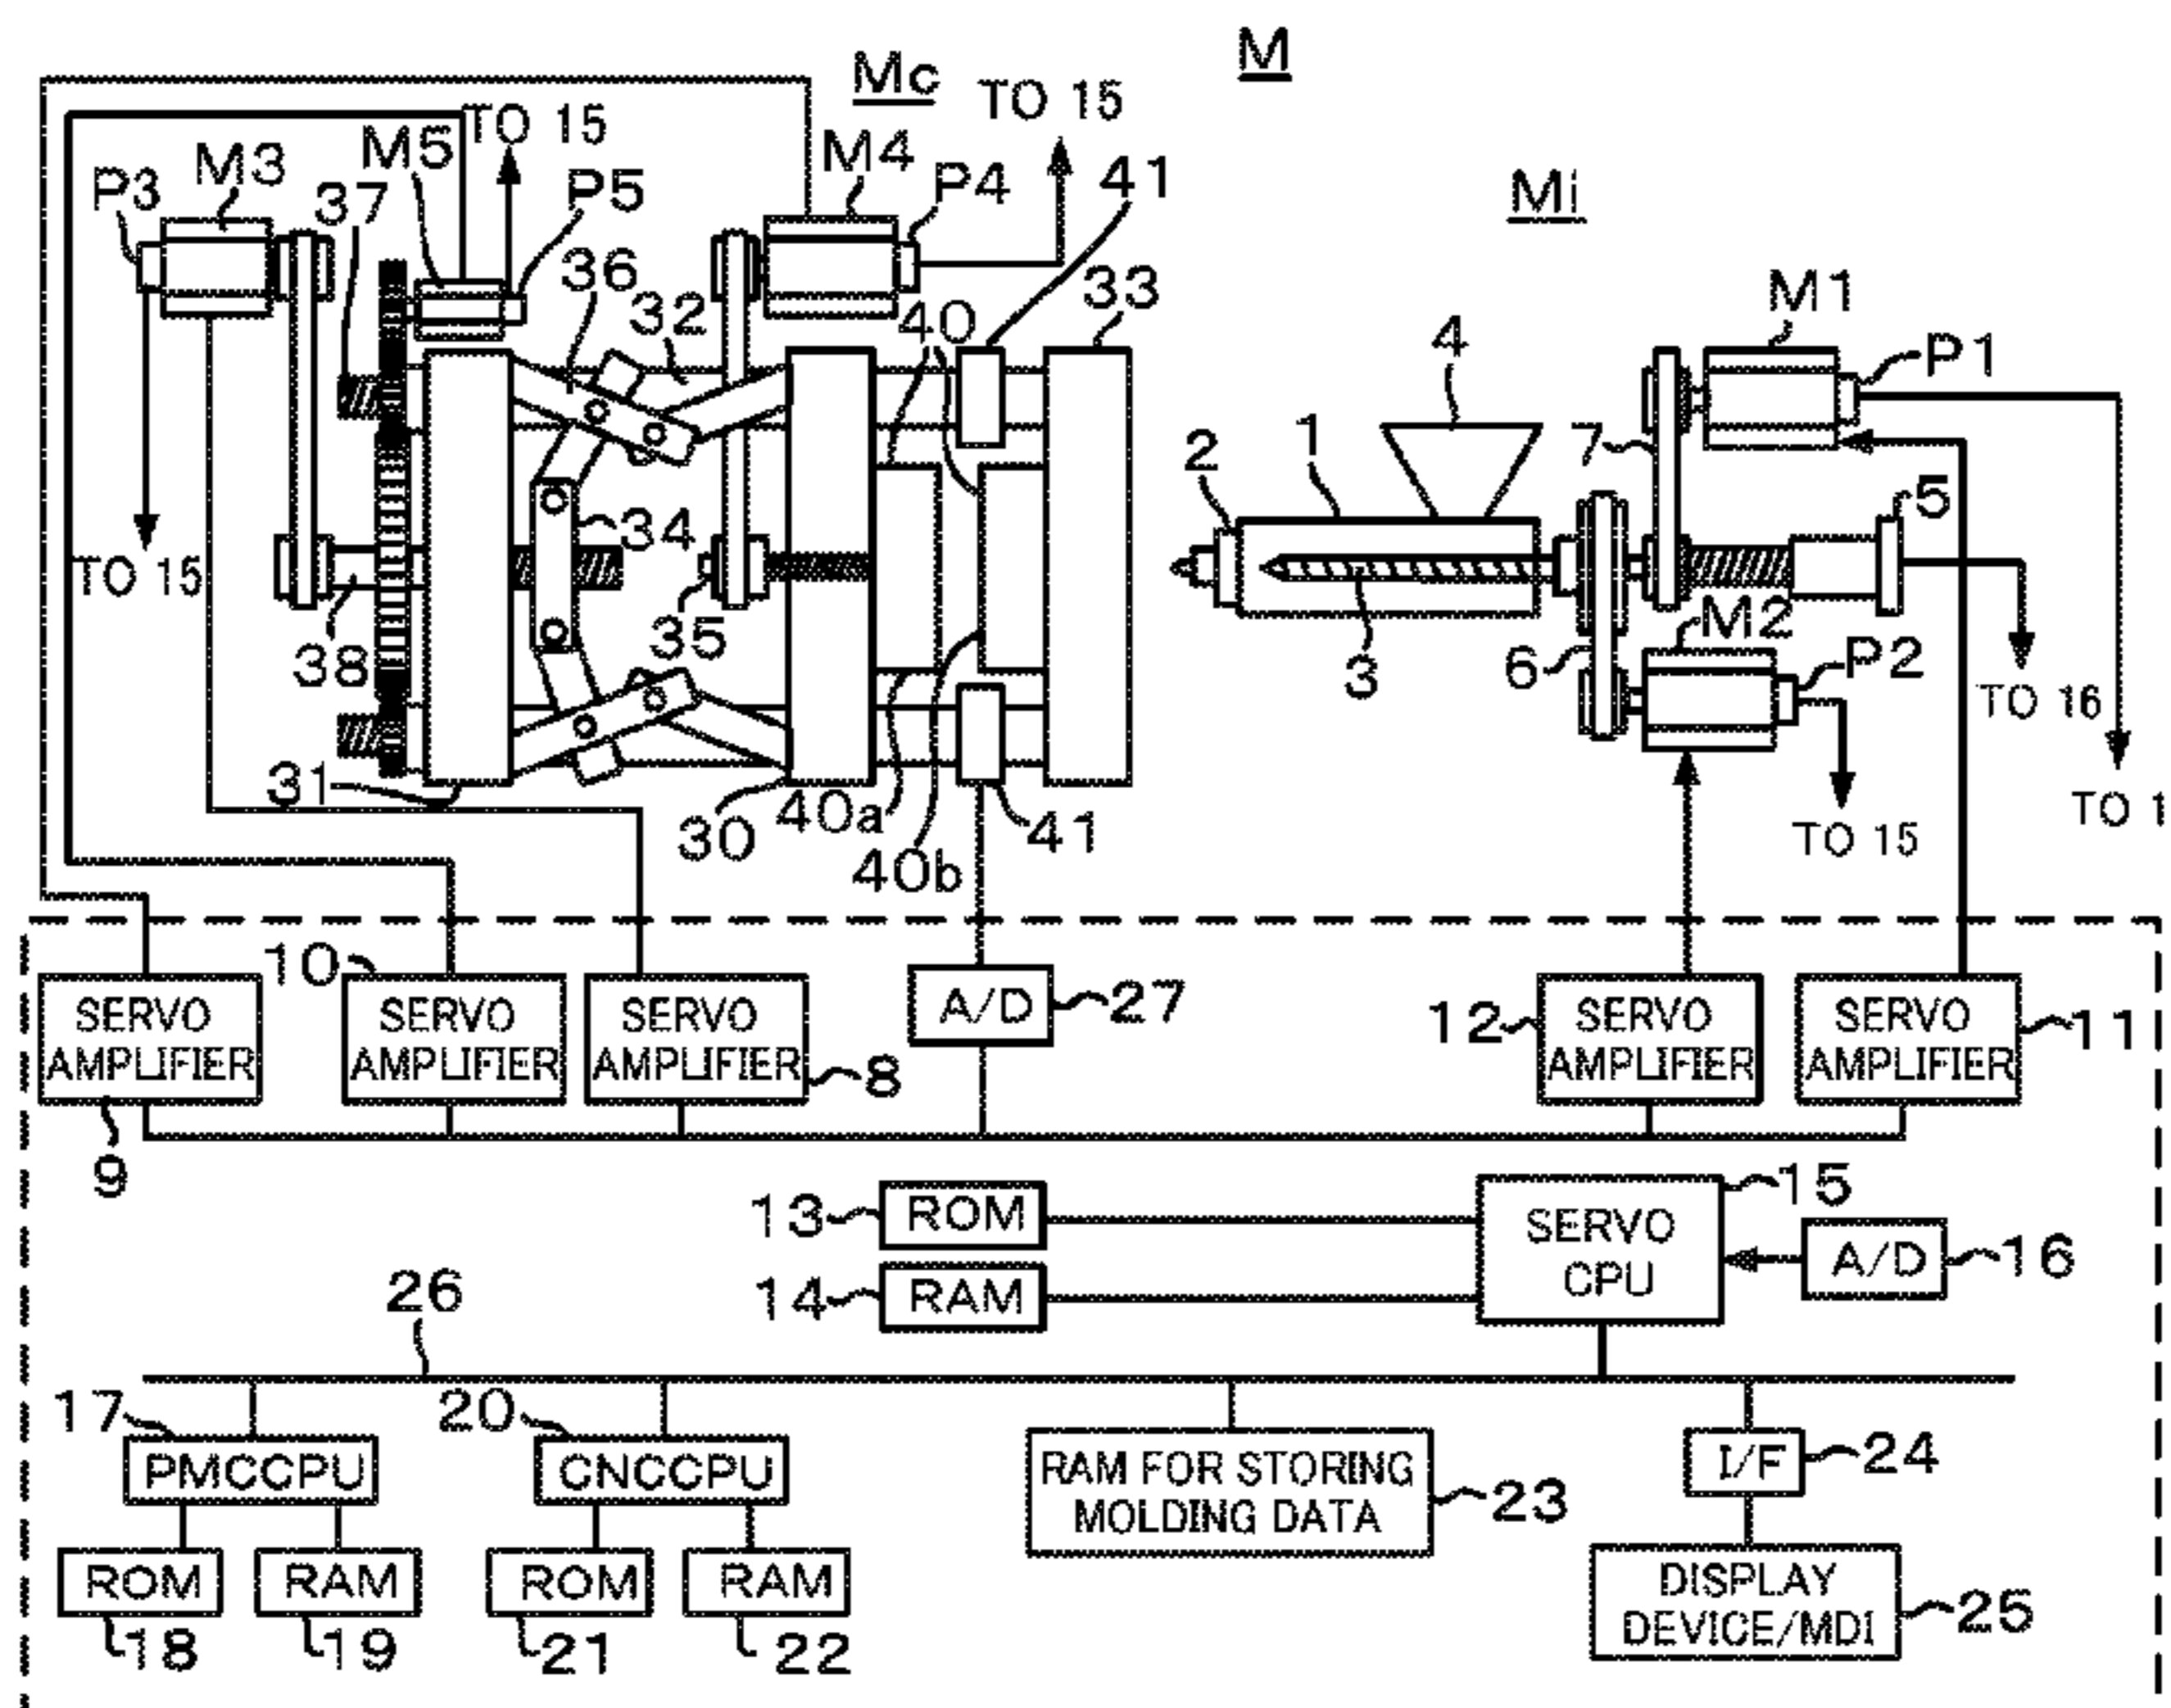 M
Mc
TO 15
M5
TO 15
M4
M3
P3
37
P5
P4
41
Mi
36
32
40
33
M1
4
P1
2
1
7
5
34
TO 15
35
38
3
6
M2
P2
TO 16
31
30
40a
40b
41
TO 15
TO 1
10
SERVO
AMPLIFIER
9
SERVO
AMPLIFIER
SERVO
AMPLIFIER
8
A/D
27
12
SERVO
AMPLIFIER
SERVO
AMPLIFIER
11
13
ROM
14
RAM
15
SERVO
CPU
A/D
16
26
17
PMCCPU
20
CNCCPU
RAM FOR STORING
MOLDING DATA
23
I/F
24
ROM
18
RAM
19
ROM
21
RAM
22
DISPLAY
DEVICE/MDI
25